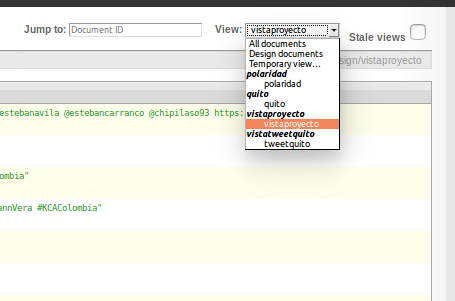 Jump to: Document ID View: vistaproyecto Stale views
All documents
Design documents
Temporary view...
polaridad
polaridad
quito
quito
vistaproyecto
vistaproyecto
vistatweetquito
tweetquito
sign/vistaproyecto
estebanavila @estebancarranco @chipilaso93 https:
ombia"
annVera #KCAColombia"